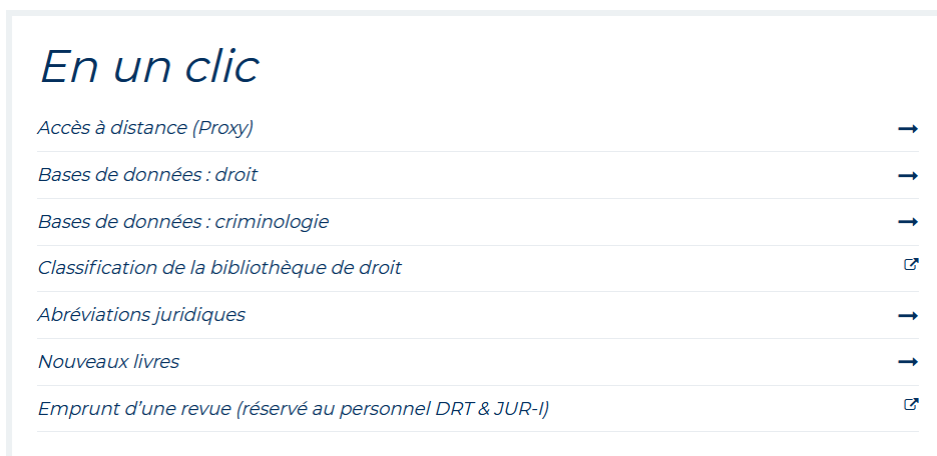 En un clic
Accès à distance (Proxy)
Bases de données : droit
Bases de données : criminologie
Classification de la bibliothèque de droit
Abréviations juridiques
Nouveaux livres
Emprunt d'une revue (réservé au personnel DRT & JUR-I)